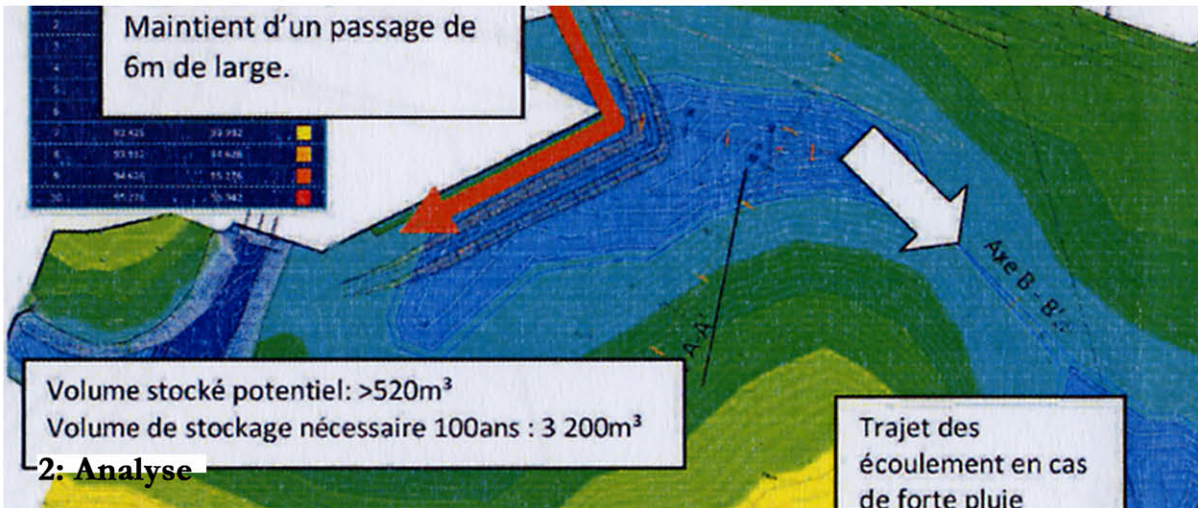 Maintient d'un passage de
6m de large.
Axe B - B'
A.A'
Volume stocké potentiel: >520m³
Volume de stockage nécessaire 100ans : 3 200m³
2: Analyse
Trajet des
écoulement en cas
de forte pluie